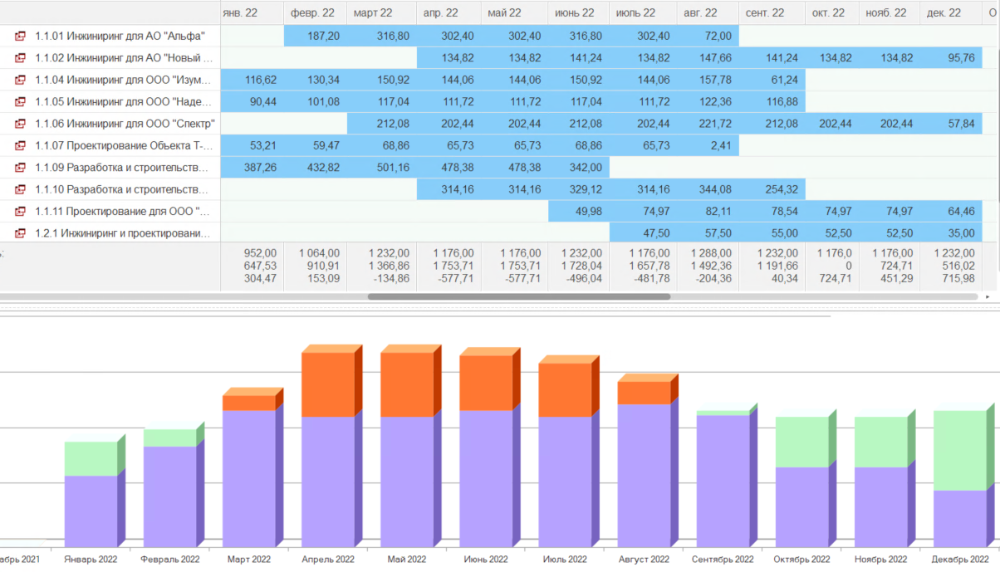 янв. 22 февр. 22 март 22 апр. 22 май 22 июнь 22 июль 22 авг. 22 сент. 22 окт. 22 нояб. 22 дек. 22
1.1.01 Инжиниринг для АО "Альфа" 187,20 316,80 302,40 302,40 316,80 302,40 72,00
1.1.02 Инжиниринг для АО "Новый ... 134,82 134,82 141,24 134,82 147,66 141,24 134,82 134,82 95,76
1.1.04 Инжиниринг для ООО "Изум... 116,62 130,34 150,92 144,06 144,06 150,92 144,06 157,78 61,24
1.1.05 Инжиниринг для ООО "Наде... 90,44 101,08 117,04 111,72 111,72 117,04 111,72 122,36 116,88
1.1.06 Инжиниринг для ООО "Спектр" 212,08 202,44 202,44 212,08 202,44 221,72 212,08 202,44 202,44 57,84
1.1.07 Проектирование Объекта Т-... 53,21 59,47 68,86 65,73 65,73 68,86 65,73 2,41
1.1.09 Разработка и строительств... 387,26 432,82 501,16 478,38 478,38 342,00
1.1.10 Разработка и строительств... 314,16 314,16 329,12 314,16 344,08 254,32
1.1.11 Проектирование для ООО "... 49,98 74,97 82,11 78,54 74,97 74,97 64,46
1.2.1 Инжиниринг и проектировани... 47,50 57,50 55,00 52,50 52,50 35,00
952,00 1 064,00 1 232,00 1 176,00 1 176,00 1 232,00 1 176,00 1 288,00 1 232,00 1 176,0 1 176,00 1 232,00
647,53 910,91 1 366,86 1 753,71 1 753,71 1 728,04 1 657,78 1 492,36 1 191,66 0 724,71 516,02
304,47 153,09 -134,86 -577,71 -577,71 -496,04 -481,78 -204,36 40,34 724,71 451,29 715,98
абрь 2021 Январь 2022 Февраль 2022 Март 2022 Апрель 2022 Май 2022 Июнь 2022 Июль 2022 Август 2022 Сентябрь 2022 Октябрь 2022 Ноябрь 2022 Декабрь 2022